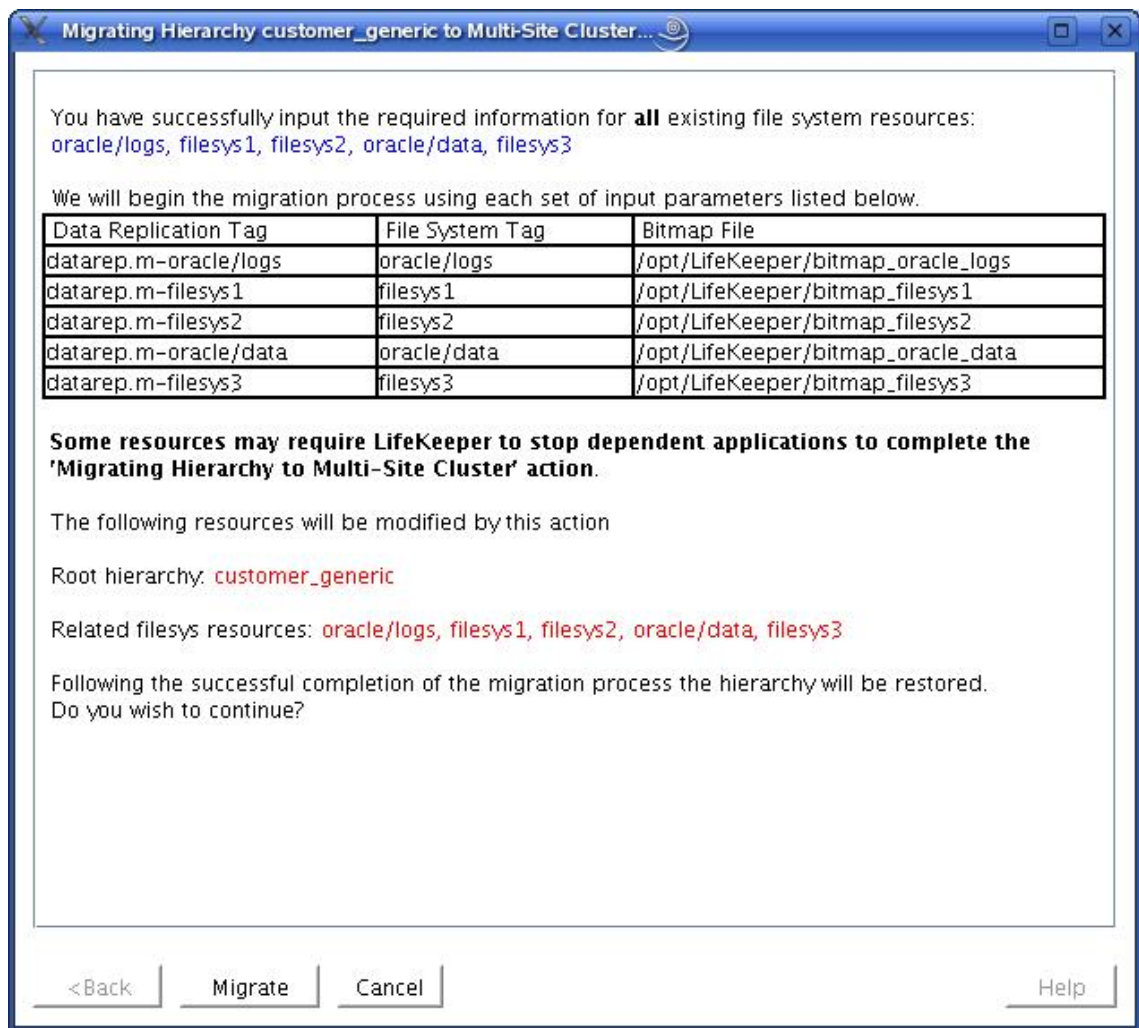 Migrating Hierarchy customer_generic to Multi-Site Cluster...
You have successfully input the required information for all existing file system resources:
oracle/logs, filesys1, filesys2, oracle/data, filesys3
We will begin the migration process using each set of input parameters listed below.
Data Replication Tag File System Tag Bitmap File
datarep.m-oracle/logs oracle/logs /opt/LifeKeeper/bitmap_oracle_logs
datarep.m-filesys1 filesys1 /opt/LifeKeeper/bitmap_filesys1
datarep.m-filesys2 filesys2 /opt/LifeKeeper/bitmap_filesys2
datarep.m-oracle/data oracle/data /opt/LifeKeeper/bitmap_oracle_data
datarep.m-filesys3 filesys3 /opt/LifeKeeper/bitmap_filesys3
Some resources may require LifeKeeper to stop dependent applications to complete the
'Migrating Hierarchy to Multi-Site Cluster' action.
The following resources will be modified by this action
Root hierarchy: customer_generic
Related filesys resources: oracle/logs, filesys1, filesys2, oracle/data, filesys3
Following the successful completion of the migration process the hierarchy will be restored.
Do you wish to continue?
<Back Migrate Cancel Help